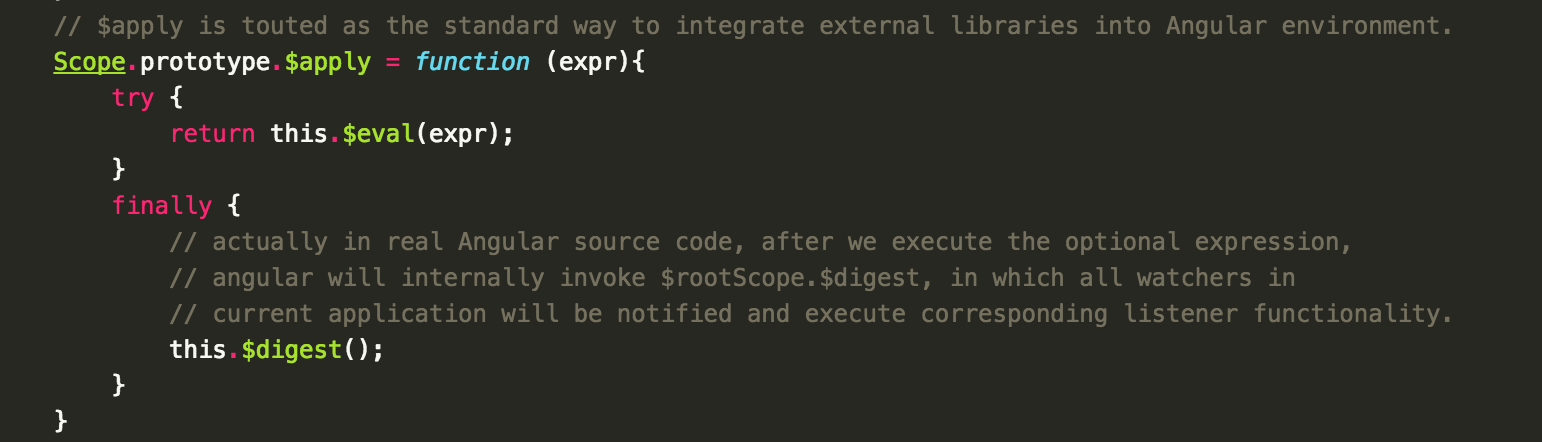 // $apply is touted as the standard way to integrate external libraries into Angular environment.
Scope.prototype.$apply = function (expr){
    try {
        return this.$eval(expr);
    }
    finally {
        // actually in real Angular source code, after we execute the optional expression,
        // angular will internally invoke $rootScope.$digest, in which all watchers in
        // current application will be notified and execute corresponding listener functionality.
        this.$digest();
    }
}